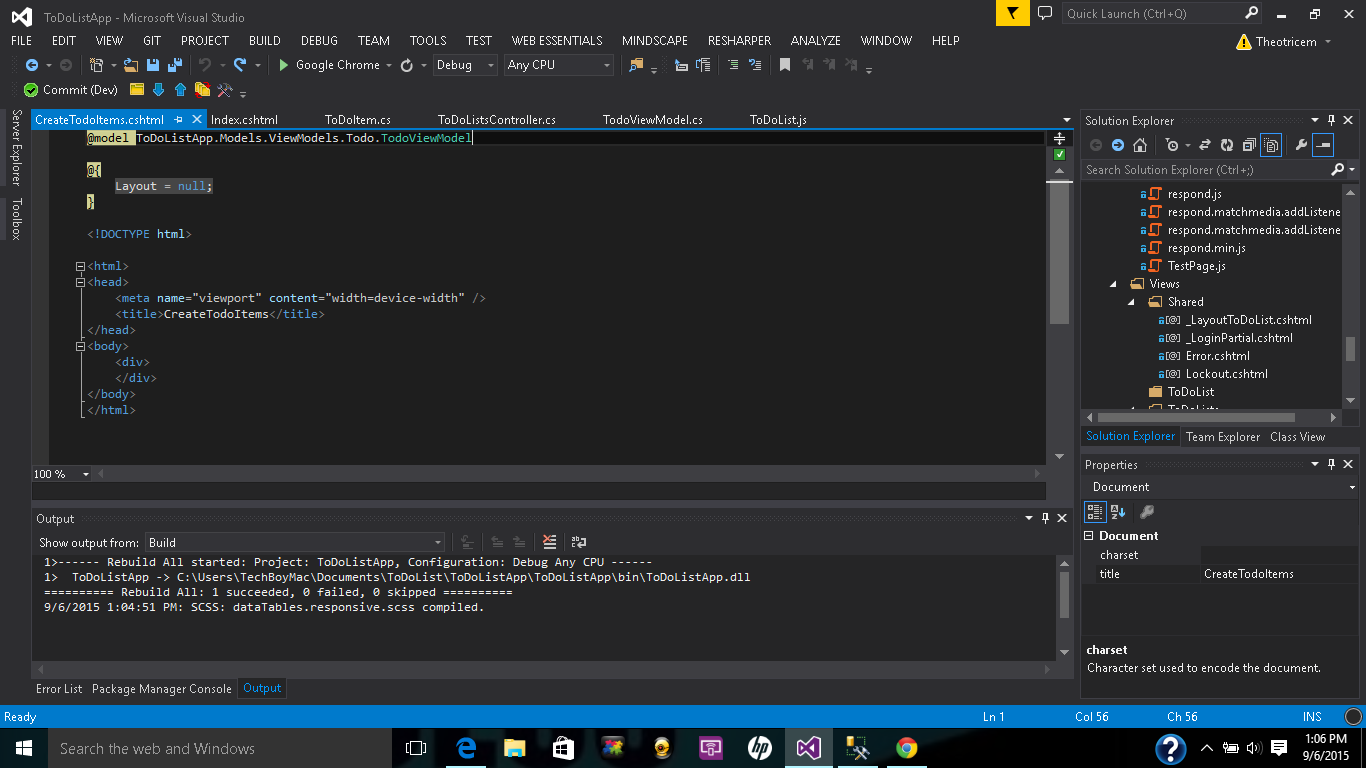 ToDoListApp - Microsoft Visual Studio
Quick Launch (Ctrl+Q)
FILE EDIT VIEW GIT PROJECT BUILD DEBUG TEAM TOOLS TEST WEB ESSENTIALS MINDSCAPE RESHARPER ANALYZE WINDOW HELP
Theotricem
Google Chrome Debug Any CPU
Commit (Dev)
Server Explorer
Toolbox
CreateTodoItems.cshtml Index.cshtml ToDoItem.cs ToDoListsController.cs TodoViewModel.cs ToDoList.js
@model ToDoListApp.Models.ViewModels.Todo.TodoViewModel
@{
Layout = null;
}
<!DOCTYPE html>
<html>
<head>
<meta name="viewport" content="width=device-width" />
<title>CreateTodoItems</title>
</head>
<body>
<div>
</div>
</body>
</html>
100 %
Output
Show output from: Build
1>------ Rebuild All started: Project: ToDoListApp, Configuration: Debug Any CPU ------
1> ToDoListApp -> C:\Users\TechBoyMac\Documents\ToDoList\ToDoListApp\ToDoListApp\bin\ToDoListApp.dll
========== Rebuild All: 1 succeeded, 0 failed, 0 skipped ==========
9/6/2015 1:04:51 PM: SCSS: dataTables.responsive.scss compiled.
Error List Package Manager Console Output
Solution Explorer
Search Solution Explorer (Ctrl+;)
respond.js
respond.matchmedia.addListene
respond.matchmedia.addListene
respond.min.js
TestPage.js
Views
Shared
_LayoutToDoList.cshtml
_LoginPartial.cshtml
Error.cshtml
Lockout.cshtml
ToDoList
Solution Explorer Team Explorer Class View
Properties
Document
Document
charset
title CreateTodoItems
charset
Character set used to encode the document.
Ready Ln 1 Col 56 Ch 56 INS
Search the web and Windows
hp
?
1:06 PM
9/6/2015